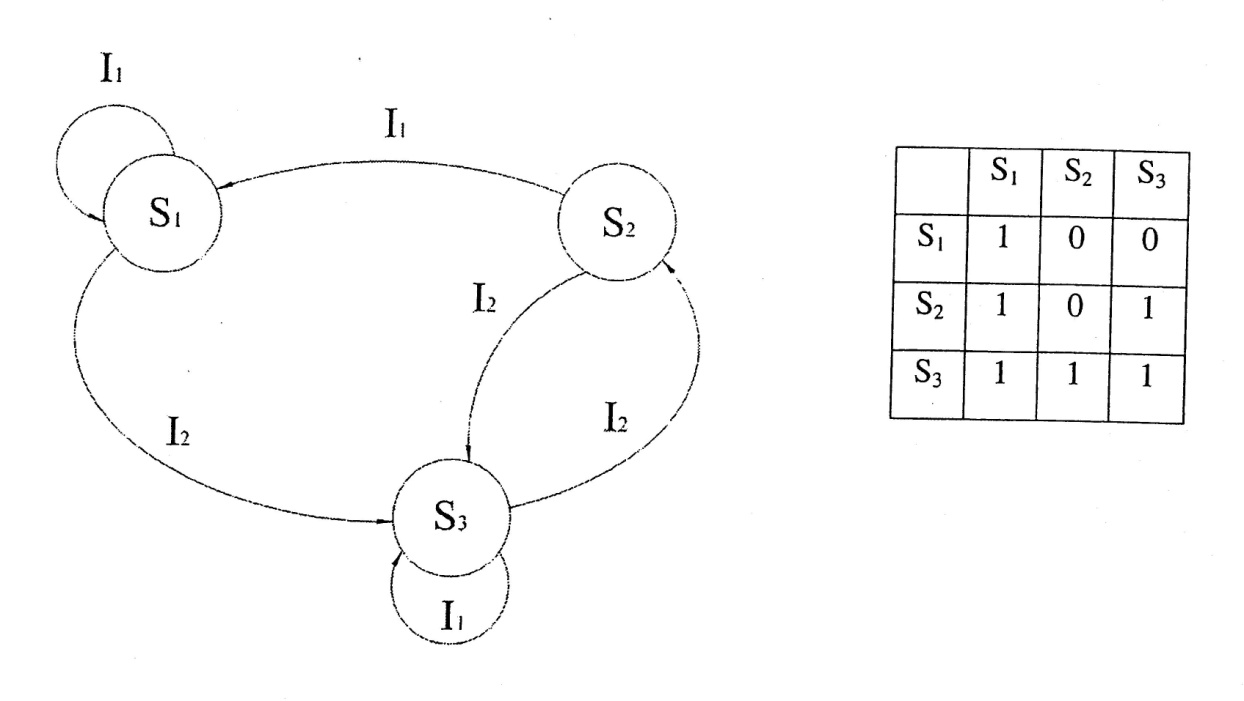 I₁
I₁
S₁
S₂
I₂
I₂
I₂
S₃
I₁
S₁ S₂ S₃
S₁ 1 0 0
S₂ 1 0 1
S₃ 1 1 1